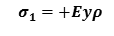 σ₁ = +Eyρ